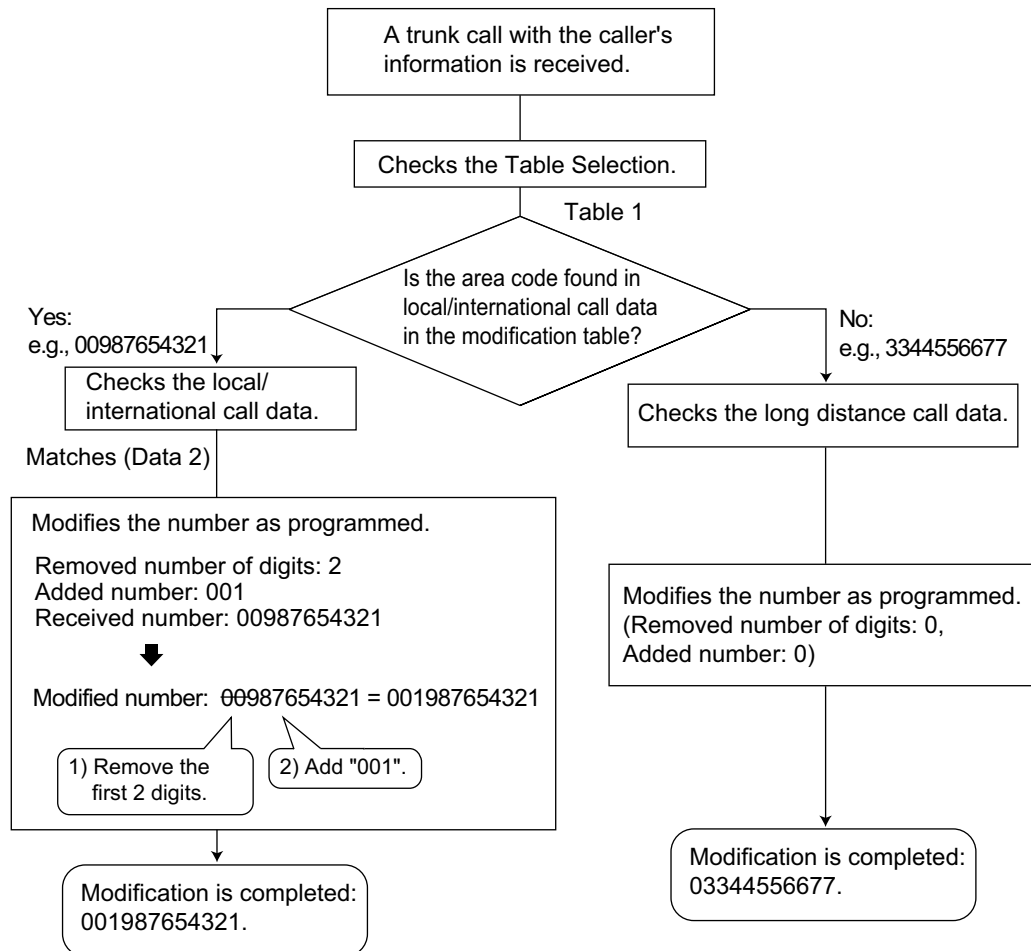 A trunk call with the caller's
information is received.
Checks the Table Selection.
Table 1
Is the area code found in
local/international call data
in the modification table?
Yes:
e.g., 00987654321
No:
e.g., 3344556677
Checks the local/
international call data.
Checks the long distance call data.
Matches (Data 2)
Modifies the number as programmed.
Removed number of digits: 2
Added number: 001
Received number: 00987654321
Modified number: 00987654321 = 001987654321
1) Remove the
first 2 digits.
2) Add "001".
Modifies the number as programmed.
(Removed number of digits: 0,
Added number: 0)
Modification is completed:
001987654321.
Modification is completed:
03344556677.